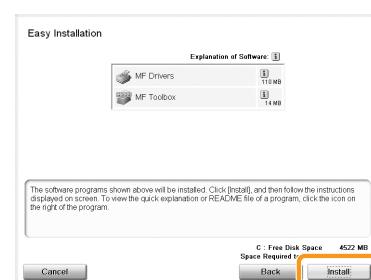 Easy Installation
Explanation of Software: i
MF Drivers
i
110 MB
MF Toolbox
i
14 MB
The software programs shown above will be installed. Click [Install], and then follow the instructions
displayed on screen. To view the quick explanation or README file of a program, click the icon on
the right of the program.
C : Free Disk Space 4522 MB
Space Required
Cancel
Back
Install